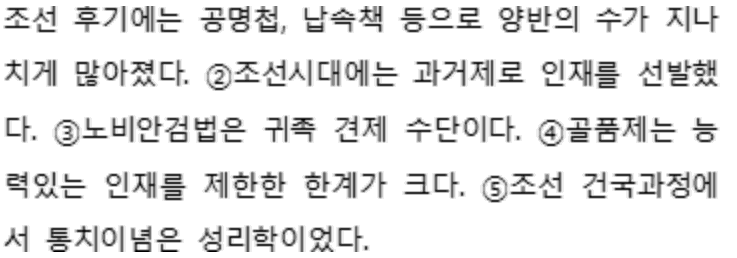 조선 후기에는 공명첩, 납속책 등으로 양반의 수가 지나
치게 많아졌다. ②조선시대에는 과거제로 인재를 선발했
다. ③노비안검법은 귀족 견제 수단이다. ④골품제는 능
력있는 인재를 제한한 한계가 크다. ⑤조선 건국과정에
서 통치이념은 성리학이었다.